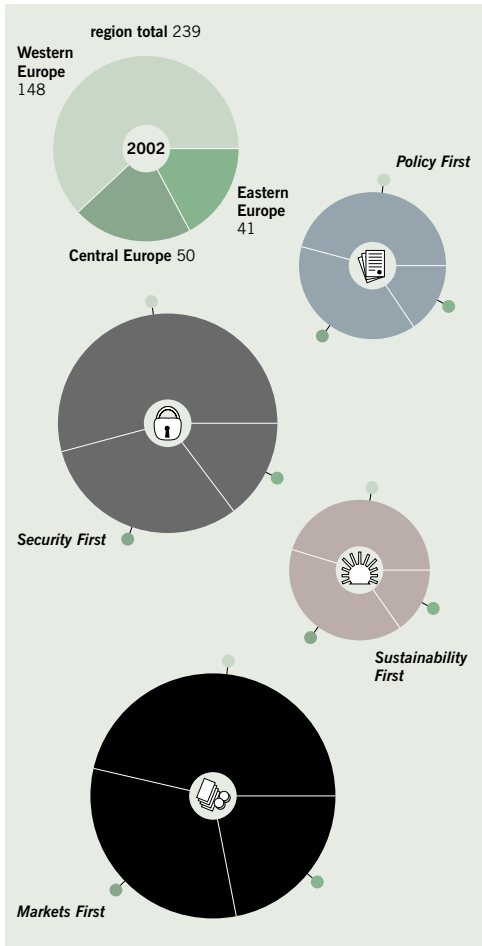 region total 239
Western
Europe
148
2002
Eastern
Europe
41
Central Europe 50
Policy First
Security First
Sustainability
First
Markets First